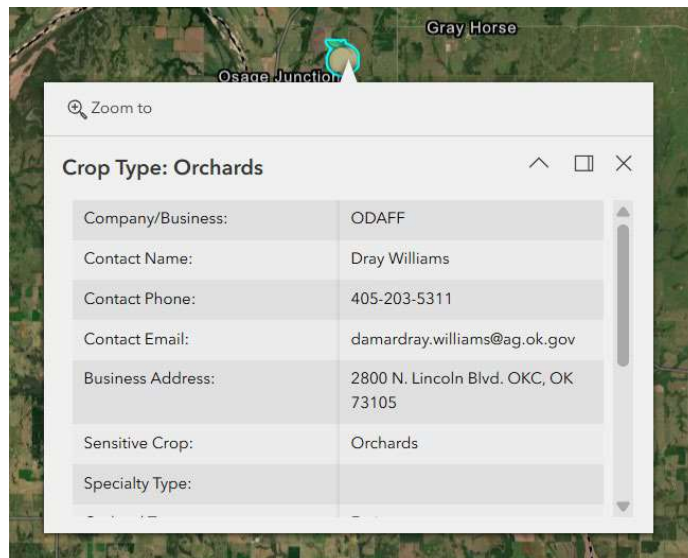 Gray Horse
Osage Junction
Zoom to
Crop Type: Orchards
Company/Business: ODAFF
Contact Name: Dray Williams
Contact Phone: 405-203-5311
Contact Email: damardray.williams@ag.ok.gov
Business Address: 2800 N. Lincoln Blvd. OKC, OK
73105
Sensitive Crop: Orchards
Specialty Type: